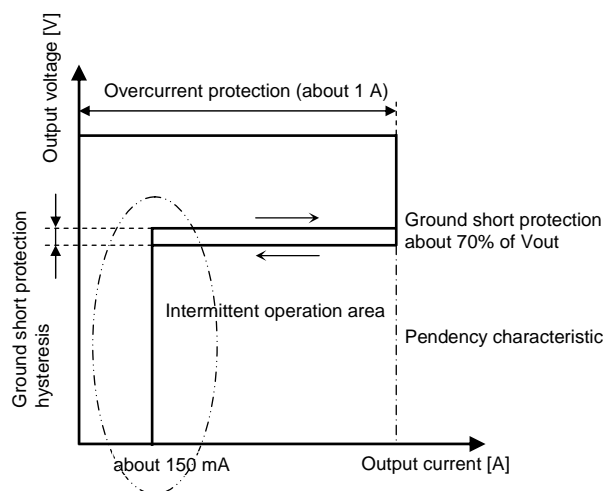 Output voltage [V]
Overcurrent protection (about 1 A)
Ground short protection
about 70% of Vout
Ground short protection
hysteresis
Intermittent operation area
Pendency characteristic
about 150 mA
Output current [A]